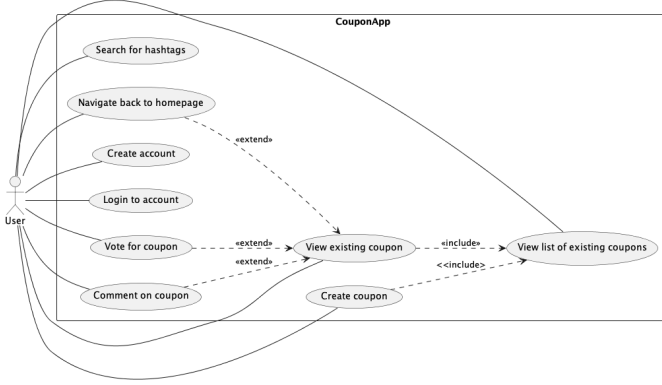 CouponApp
Search for hashtags
Navigate back to homepage
«extend»
Create account
Login to account
User
Vote for coupon
«extend»
View existing coupon
«include»
View list of existing coupons
«extend»
<<include>
Comment on coupon
Create coupon